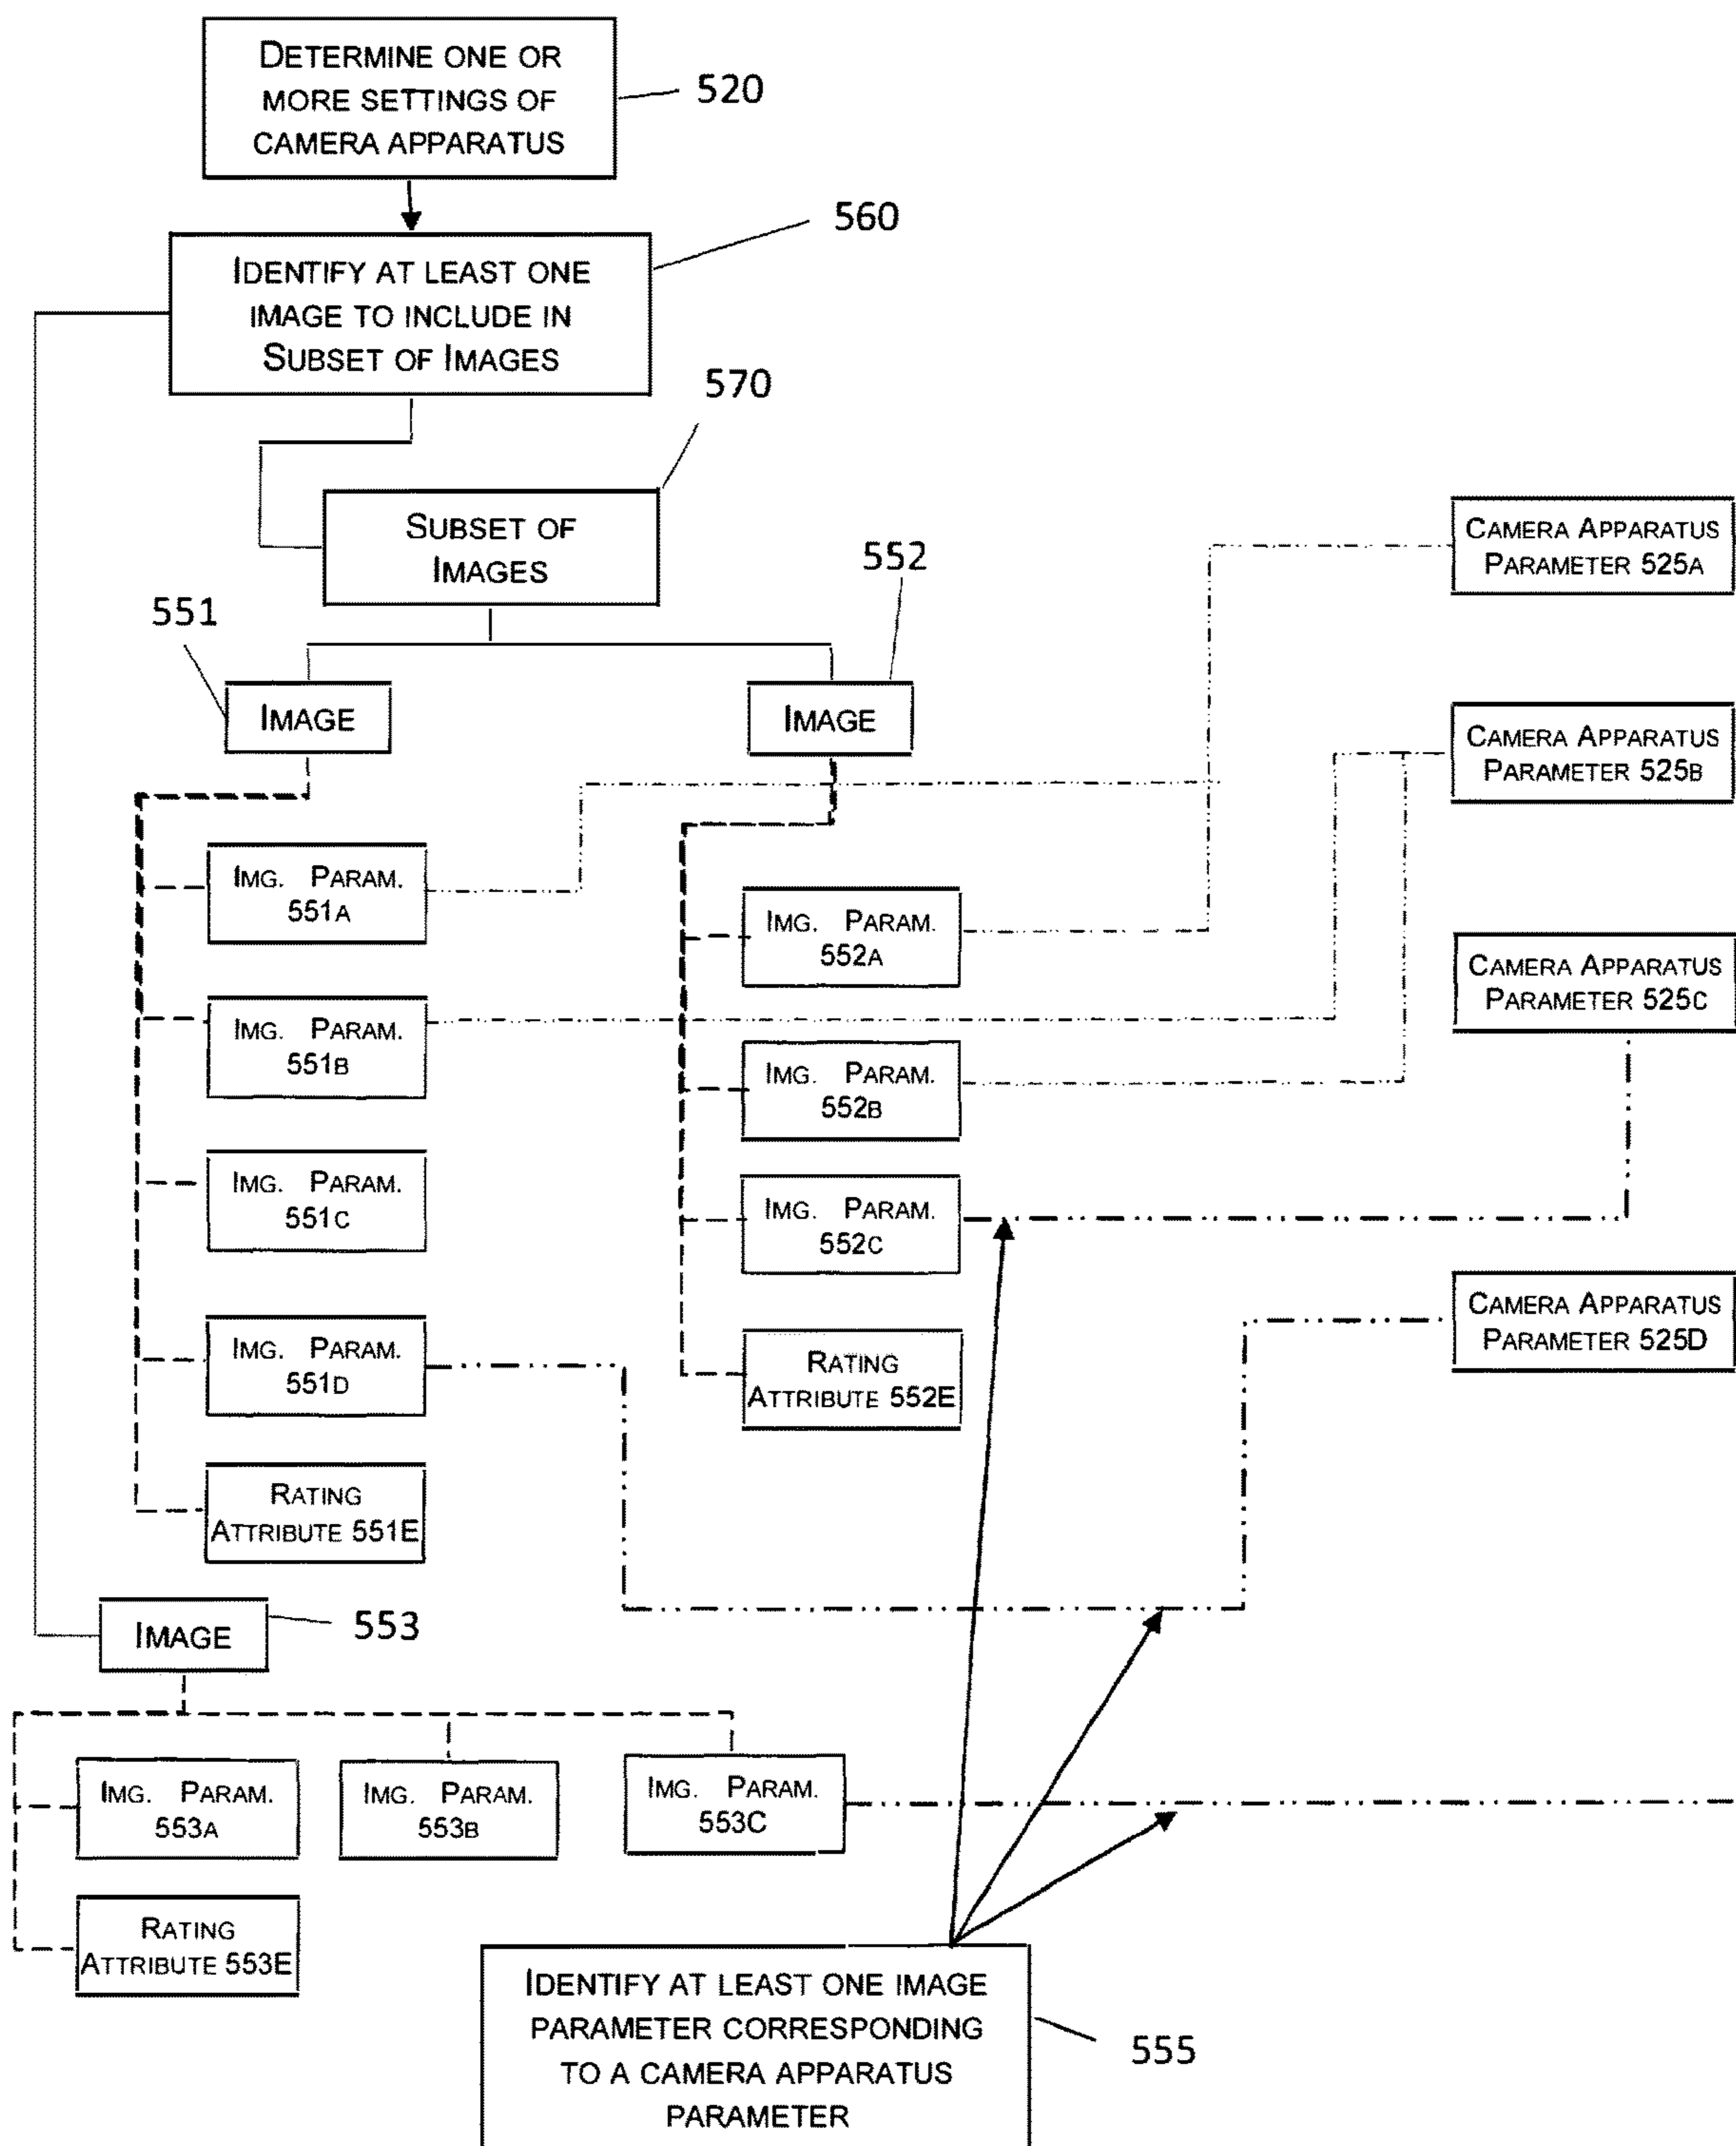 DETERMINE ONE OR
MORE SETTINGS OF
CAMERA APPARATUS
520
560
IDENTIFY AT LEAST ONE
IMAGE TO INCLUDE IN
SUBSET OF IMAGES
570
SUBSET OF
IMAGES
552
551
IMAGE
IMAGE
CAMERA APPARATUS
PARAMETER 525A
CAMERA APPARATUS
PARAMETER 525B
CAMERA APPARATUS
PARAMETER 525C
CAMERA APPARATUS
PARAMETER 525D
IMG. PARAM.
551A
IMG. PARAM.
551B
IMG. PARAM.
551C
IMG. PARAM.
551D
RATING
ATTRIBUTE 551E
IMG. PARAM.
552A
IMG. PARAM.
552B
IMG. PARAM.
552C
RATING
ATTRIBUTE 552E
IMAGE
553
IMG. PARAM.
553A
IMG. PARAM.
553B
IMG. PARAM.
553C
RATING
ATTRIBUTE 553E
IDENTIFY AT LEAST ONE IMAGE
PARAMETER CORRESPONDING
TO A CAMERA APPARATUS
PARAMETER
555